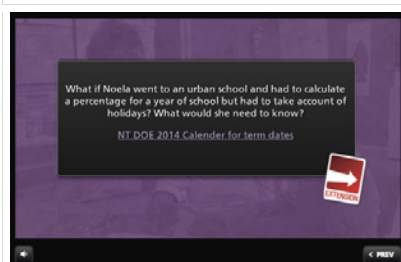 What if Noela went to an urban school and had to calculate
a percentage for a year of school but had to take account of
holidays? What would she need to know?
NT DOE 2014 Calender for term dates
EXTENSION
< PREV